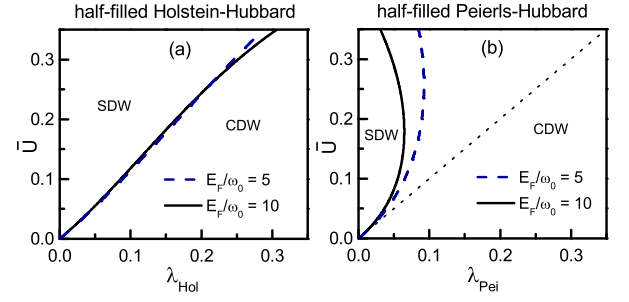 half-filled Holstein-Hubbard
(a)
SDW
CDW
E_F/ω_0 = 5
E_F/ω_0 = 10
Ū
0.0
0.1
0.2
0.3
0.0
0.1
0.2
0.3
λ_Hol
half-filled Peierls-Hubbard
(b)
SDW
CDW
E_F/ω_0 = 5
E_F/ω_0 = 10
Ū
0.0
0.1
0.2
0.3
0.0
0.1
0.2
0.3
λ_Pei